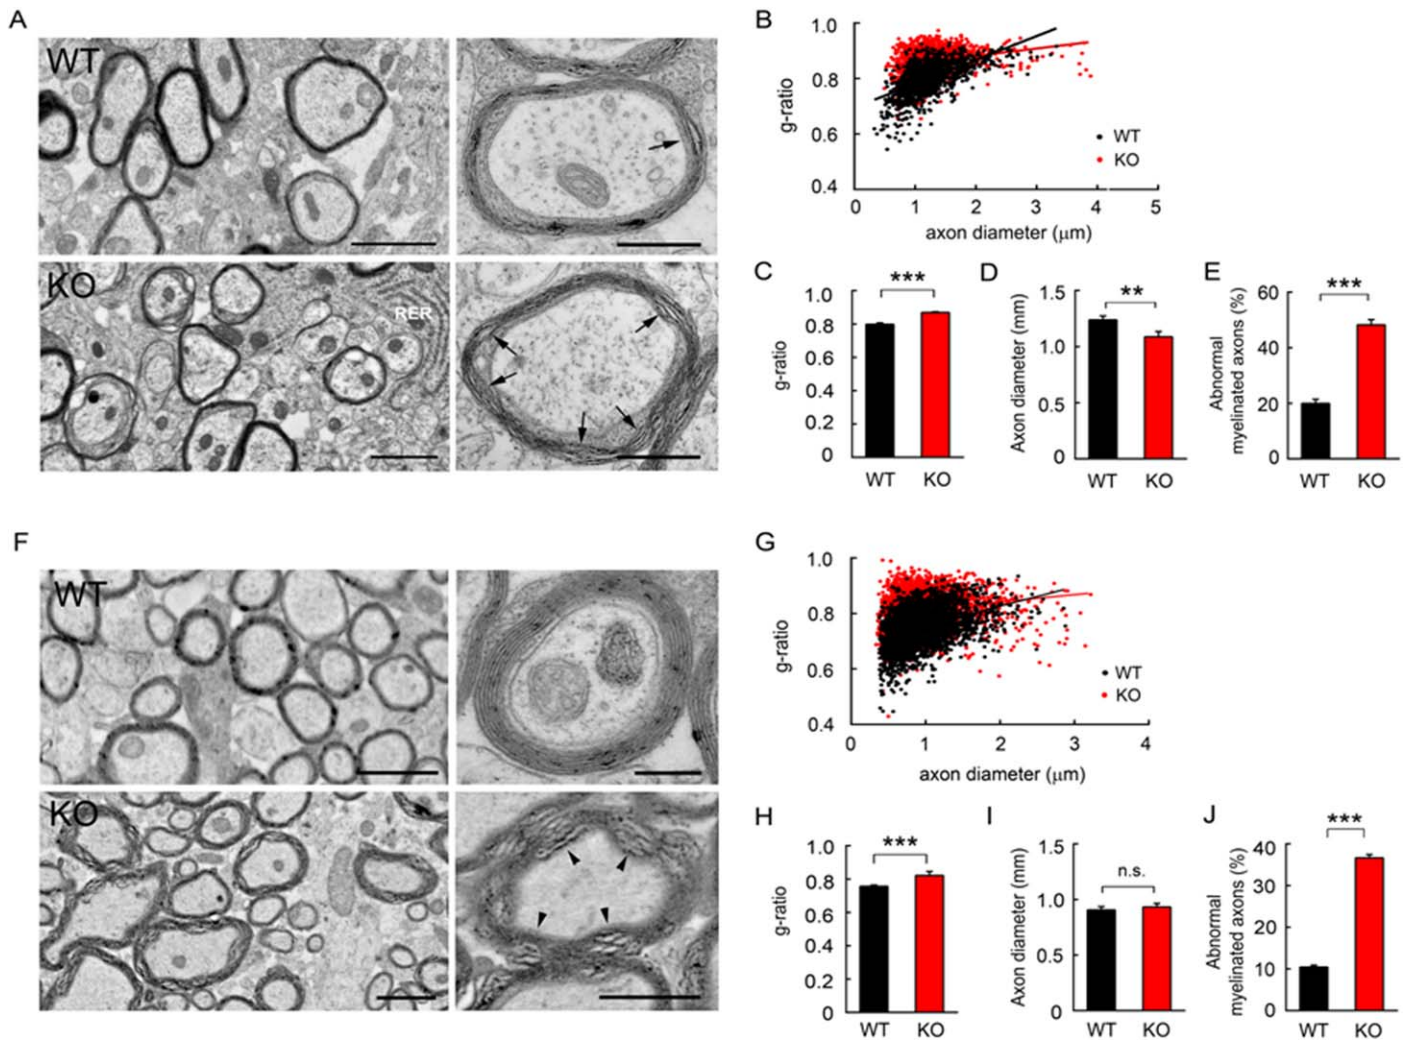 A
WT
KO
RER
B
g-ratio
1.0
0.8
0.6
0.4
WT
KO
0 1 2 3 4 5
axon diameter (μm)
C
***
g-ratio
1.0
0.8
0.6
0.4
0.2
0
WT KO
D
**
Axon diameter (mm)
1.5
1.0
0.5
0
WT KO
E
***
Abnormal
myelinated axons (%)
60
40
20
0
WT KO
F
WT
KO
G
g-ratio
1.0
0.8
0.6
0.4
WT
KO
0 1 2 3 4
axon diameter (μm)
H
***
g-ratio
1.0
0.8
0.6
0.4
0.2
0
WT KO
I
n.s.
Axon diameter (mm)
1.5
1.0
0.5
0
WT KO
J
***
Abnormal
myelinated axons (%)
40
30
20
10
0
WT KO